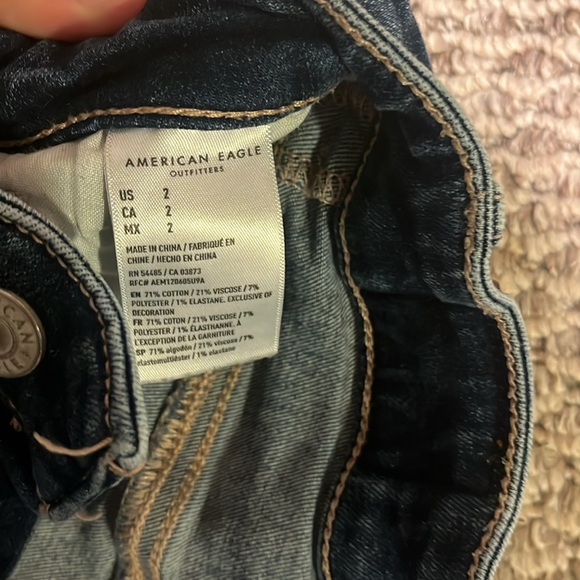 AMERICAN EAGLE
OUTFITTERS
US 2
CA 2
MX 2
MADE IN CHINA / FABRIQUÉ EN
CHINE / HECHO EN CHINA
RN 54485 / CA 03873
RFC# AEM120605U9A
EN 71% COTTON / 21% VISCOSE / 7%
POLYESTER / 1% ELASTANE. EXCLUSIVE OF
DECORATION
FR 71% COTON / 21% VISCOSE / 7%
POLYESTER / 1% ÉLASTHANNE. À
L'EXCEPTION DE LA GARNITURE
SP 71% algodón / 21% viscosa / 7%
elastomultiéster / 1% elastano